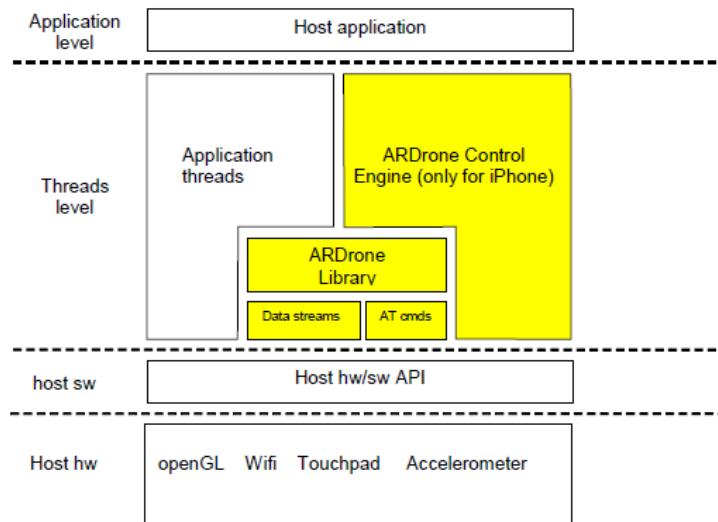 Application
level
Host application
Threads
level
Application
threads
ARDrone Control
Engine (only for iPhone)
ARDrone
Library
Data streams
AT cmds
host sw
Host hw/sw API
Host hw
openGL Wifi Touchpad Accelerometer